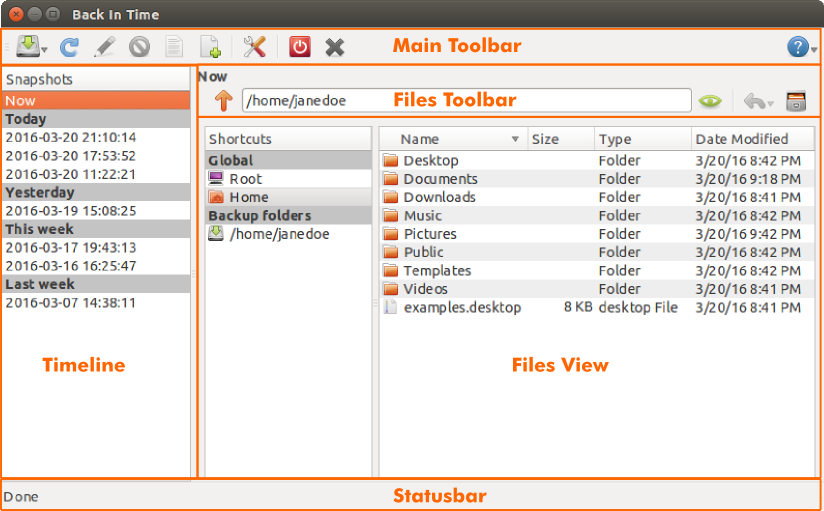 Back In Time
Main Toolbar
Snapshots
Now
Today
2016-03-20 21:10:14
2016-03-20 17:53:52
2016-03-20 11:22:21
Yesterday
2016-03-19 15:08:25
This week
2016-03-17 19:43:13
2016-03-16 16:25:47
Last week
2016-03-07 14:38:11
Timeline
Now
/home/janedoe
Files Toolbar
Shortcuts
Global
Root
Home
Backup folders
/home/janedoe
Name Size Type Date Modified
Desktop Folder 3/20/16 8:42 PM
Documents Folder 3/20/16 9:18 PM
Downloads Folder 3/20/16 8:41 PM
Music Folder 3/20/16 8:42 PM
Pictures Folder 3/20/16 9:42 PM
Public Folder 3/20/16 8:42 PM
Templates Folder 3/20/16 8:42 PM
Videos Folder 3/20/16 8:41 PM
examples.desktop 8 KB desktop File 3/20/16 8:41 PM
Files View
Done
Statusbar